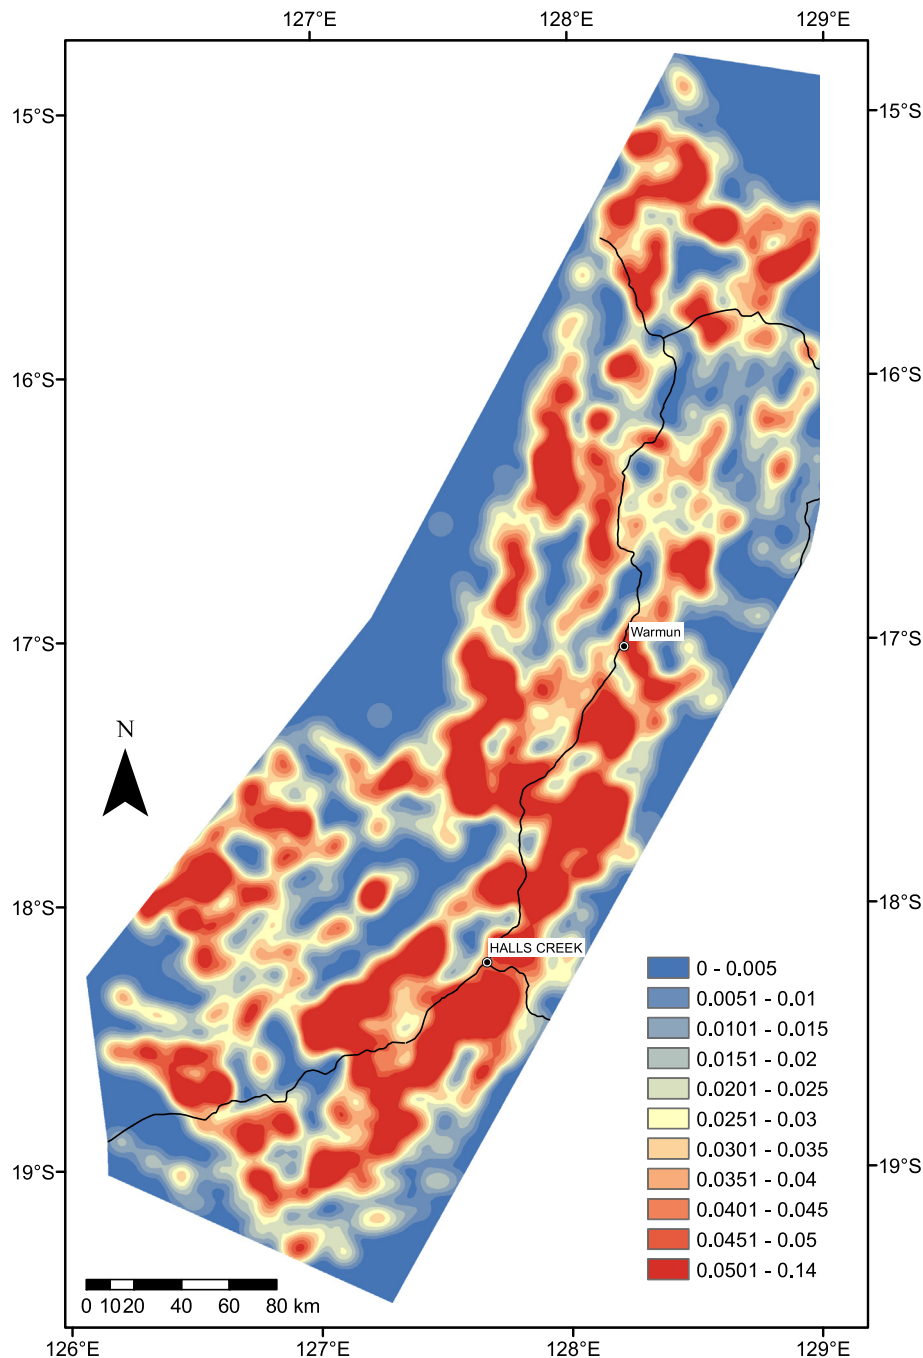 127°E 128°E 129°E
15°S 15°S
16°S 16°S
17°S 17°S
Warmun
N
18°S 18°S
HALLS CREEK
0 - 0.005
0.0051 - 0.01
0.0101 - 0.015
0.0151 - 0.02
0.0201 - 0.025
0.0251 - 0.03
0.0301 - 0.035
0.0351 - 0.04
0.0401 - 0.045
0.0451 - 0.05
0.0501 - 0.14
19°S 19°S
0 10 20 40 60 80 km
126°E 127°E 128°E 129°E